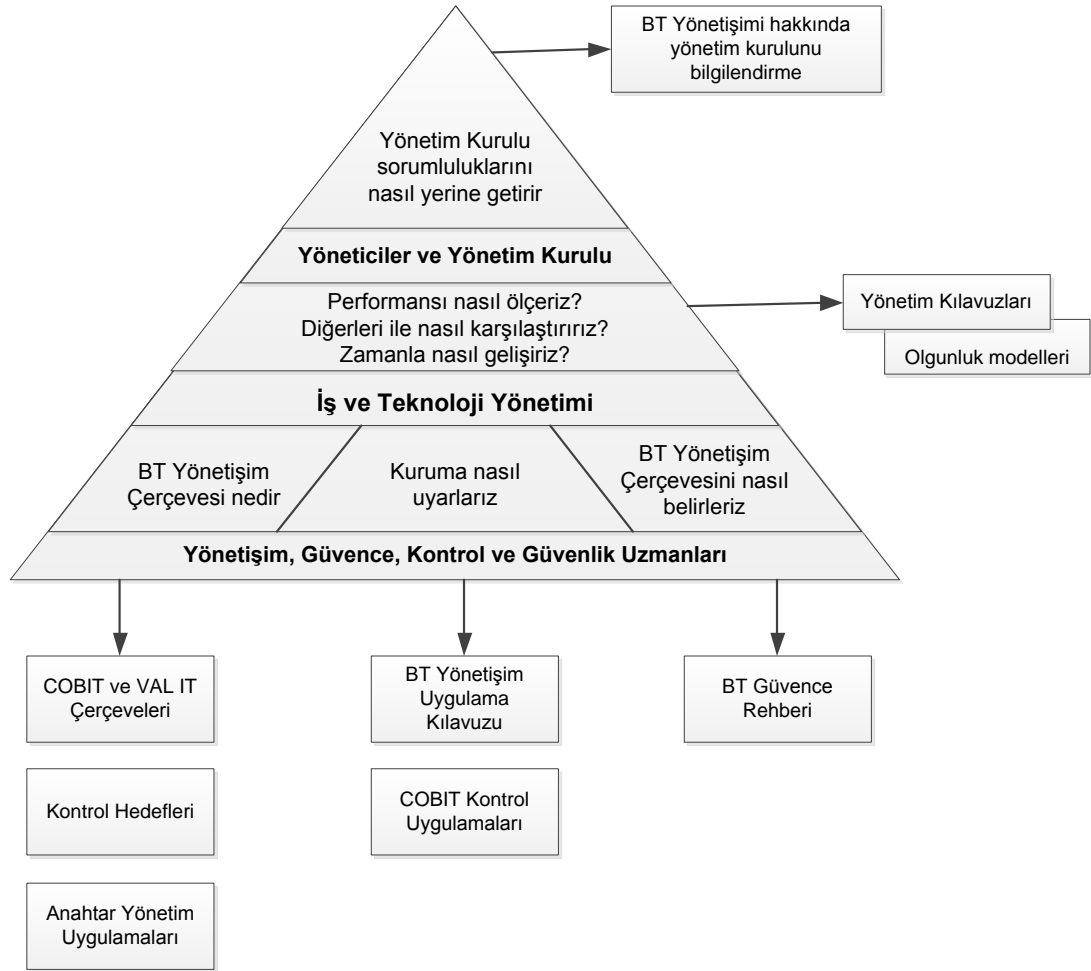 BT Yönetişimi hakkında
yönetim kurulunu
bilgilendirme
Yönetim Kurulu
sorumluluklarını
nasıl yerine getirir
Yöneticiler ve Yönetim Kurulu
Performansı nasıl ölçeriz?
Diğerleri ile nasıl karşılaştırırız?
Zamanla nasıl gelişiriz?
Yönetim Kılavuzları
Olgunluk modelleri
İş ve Teknoloji Yönetimi
BT Yönetişim
Çerçevesi nedir
Kuruma nasıl
uyarlarız
BT Yönetişim
Çerçevesini nasıl
belirleriz
Yönetişim, Güvence, Kontrol ve Güvenlik Uzmanları
COBIT ve VAL IT
Çerçeveleri
Kontrol Hedefleri
Anahtar Yönetim
Uygulamaları
BT Yönetişim
Uygulama
Kılavuzu
COBIT Kontrol
Uygulamaları
BT Güvence
Rehberi